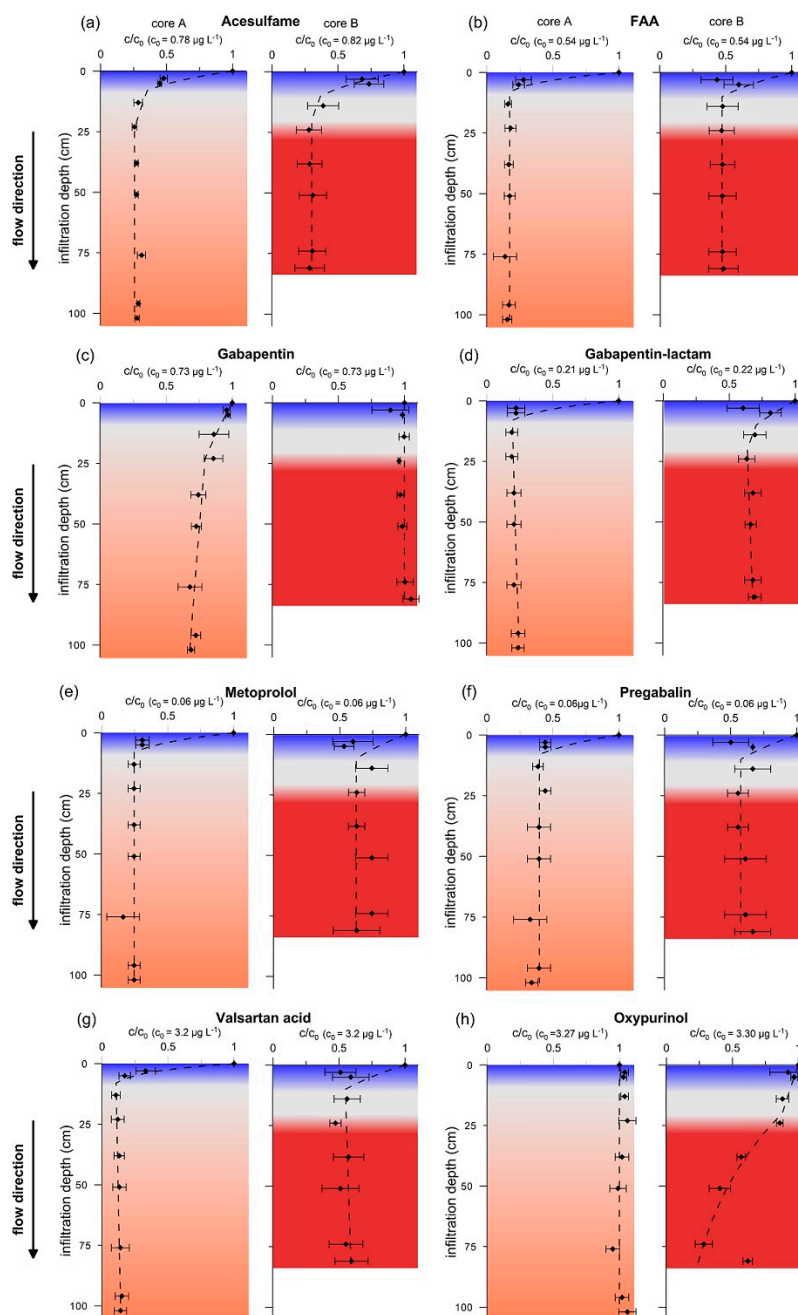 (a) Acesulfame (b) FAA
core A core B core A core B
C/C₀ (c₀ = 0.78 µg L⁻¹) C/C₀ (c₀ = 0.82 µg L⁻¹) C/C₀ (c₀ = 0.54 µg L⁻¹) C/C₀ (c₀ = 0.54 µg L⁻¹)
0 0.5 1 0 0.5 1 0 0.5 1 0 0.5 1
0 0 0 0
25 25 25 25
50 50 50 50
75 75 75 75
100 100 100 100
flow direction
infiltration depth (cm)
infiltration depth (cm)
(c) Gabapentin (d) Gabapentin-lactam
C/C₀ (c₀ = 0.73 µg L⁻¹) C/C₀ (c₀ = 0.73 µg L⁻¹) C/C₀ (c₀ = 0.21 µg L⁻¹) C/C₀ (c₀ = 0.22 µg L⁻¹)
0 0.5 1 0 0.5 1 0 0.5 1 0 0.5 1
0 0
25 25
50 50
75 75
100 100
flow direction
infiltration depth (cm)
infiltration depth (cm)
(e) Metoprolol (f) Pregabalin
C/C₀ (c₀ = 0.06 µg L⁻¹) C/C₀ (c₀ = 0.06 µg L⁻¹) C/C₀ (c₀ = 0.06µg L⁻¹) C/C₀ (c₀ = 0.06 µg L⁻¹)
0 0.5 1 0 0.5 1 0 0.5 1 0 0.5 1
0 0
25 25
50 50
75 75
100 100
flow direction
infiltration depth (cm)
infiltration depth (cm)
(g) Valsartan acid (h) Oxypurinol
C/C₀ (c₀ = 3.2 µg L⁻¹) C/C₀ (c₀ = 3.2 µg L⁻¹) C/C₀ (c₀ =3.27 µg L⁻¹) C/C₀ (c₀ = 3.30 µg L⁻¹)
0 0.5 1 0 0.5 1 0 0.5 1 0 0.5 1
0 0
25 25
50 50
75 75
100 100
flow direction
infiltration depth (cm)
infiltration depth (cm)